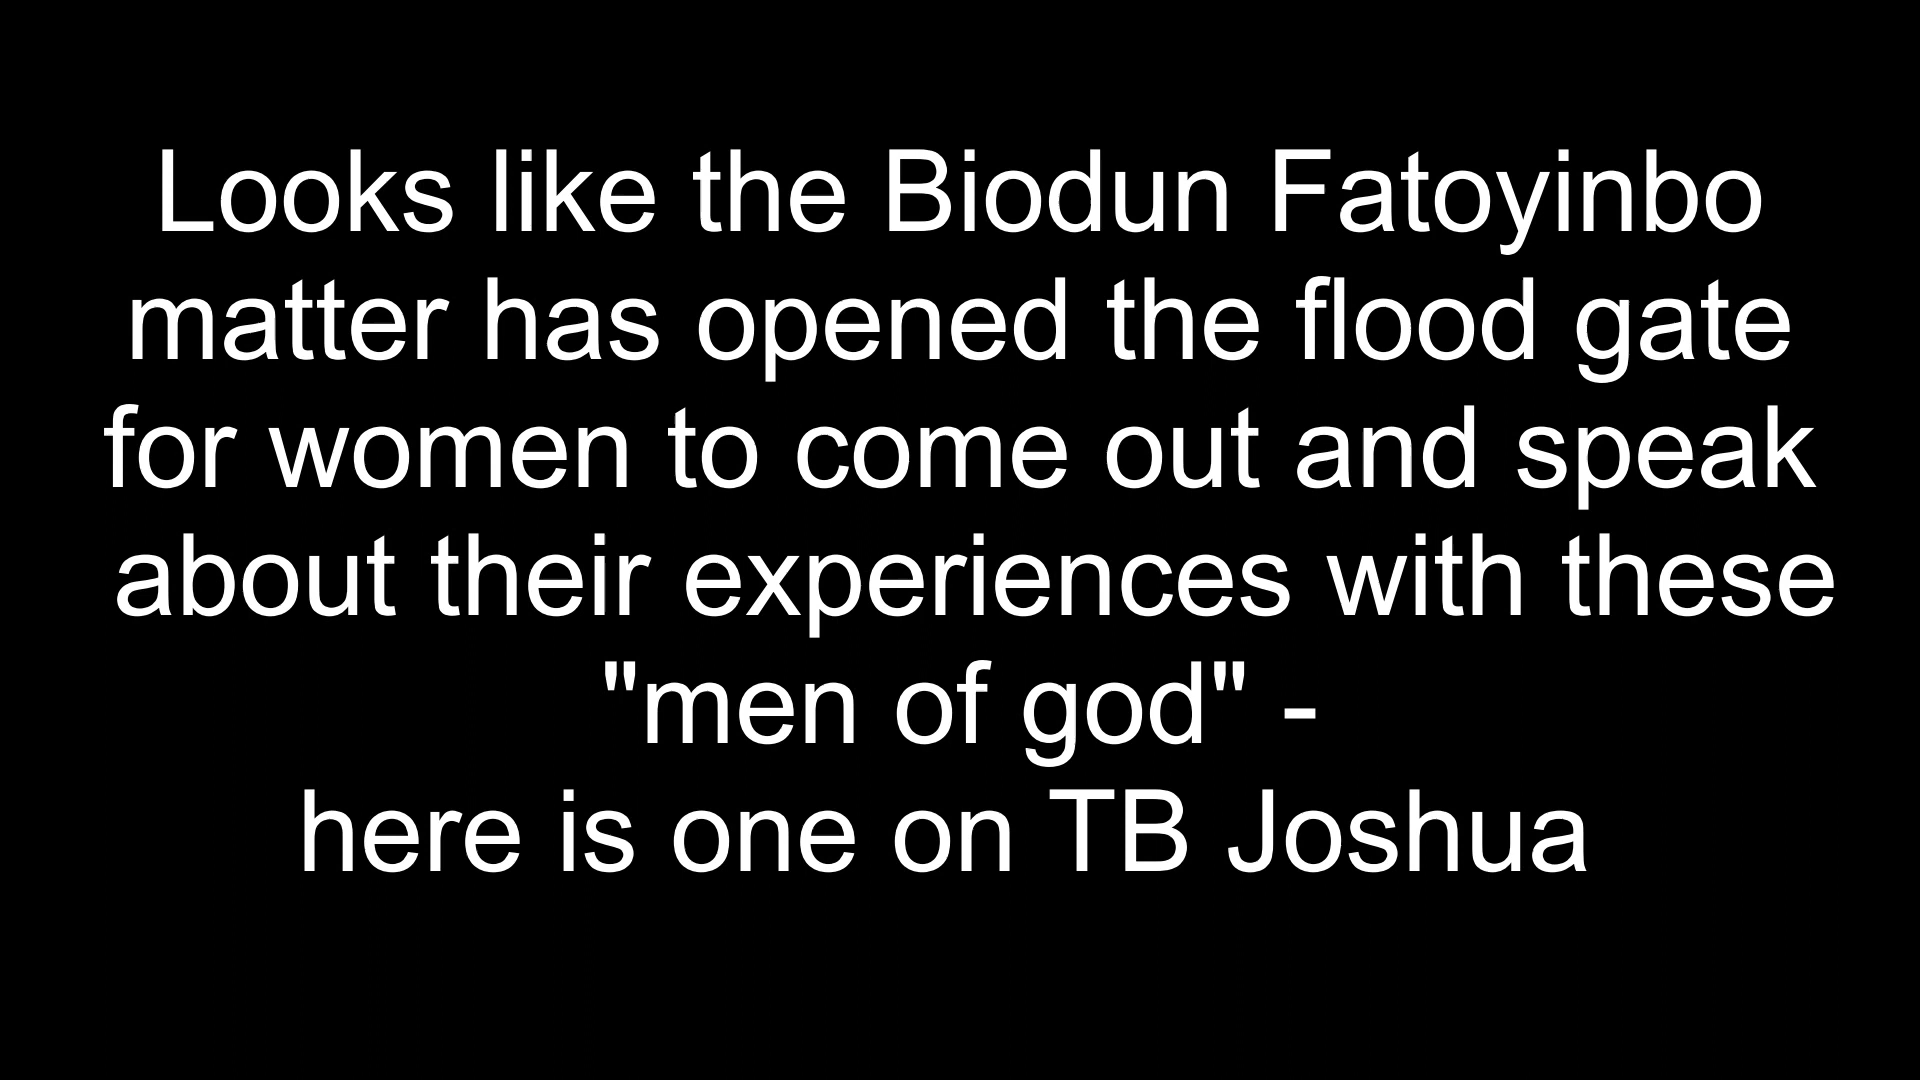 Looks like the Biodun Fatoyinbo
matter has opened the flood gate
for women to come out and speak
about their experiences with these
"men of god" -
here is one on TB Joshua